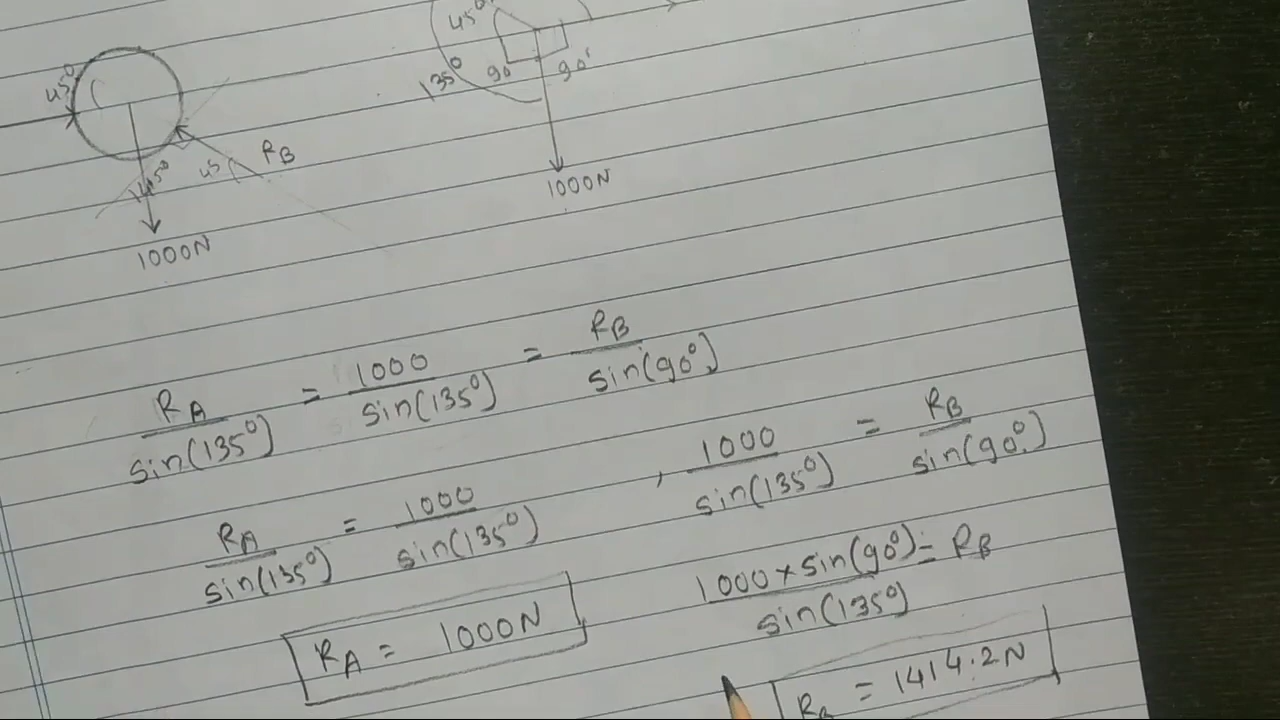 45°
45°
135°
90
90°
1000N
45°
45
RB
1000N
RA / sin(135°) = 1000 / sin(135°) = RB / sin(90°)
RA / sin(135°) = 1000 / sin(135°) , 1000 / sin(135°) = RB / sin(90°)
1000 x sin(90°) / sin(135°) = RB
RA = 1000N
RB = 1414.2N